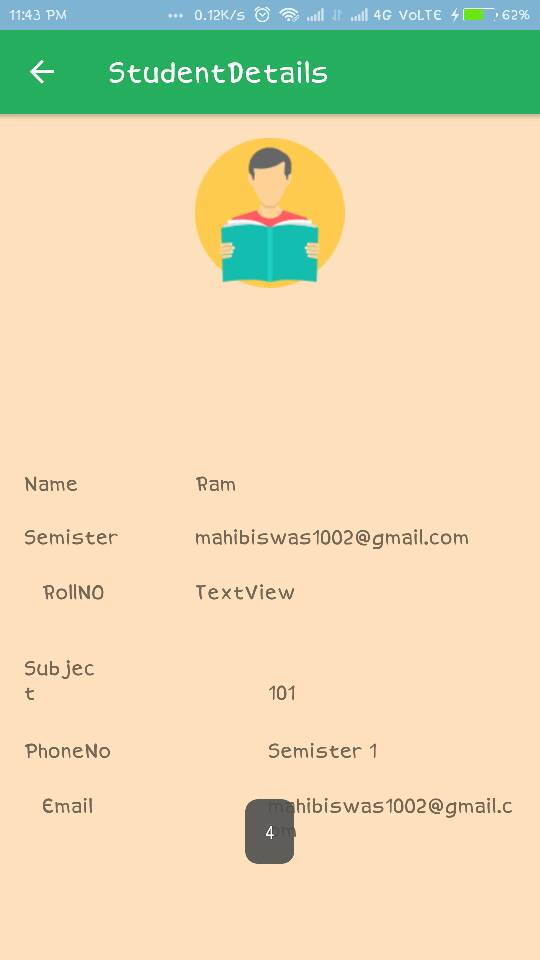 11:43 PM ... 0.12K/s 4G VoLTE 62%
StudentDetails
Name Ram
Semister mahibiswas1002@gmail.com
RollNO TextView
Subjec
t 101
PhoneNo Semister 1
Email mahibiswas1002@gmail.c
om
4